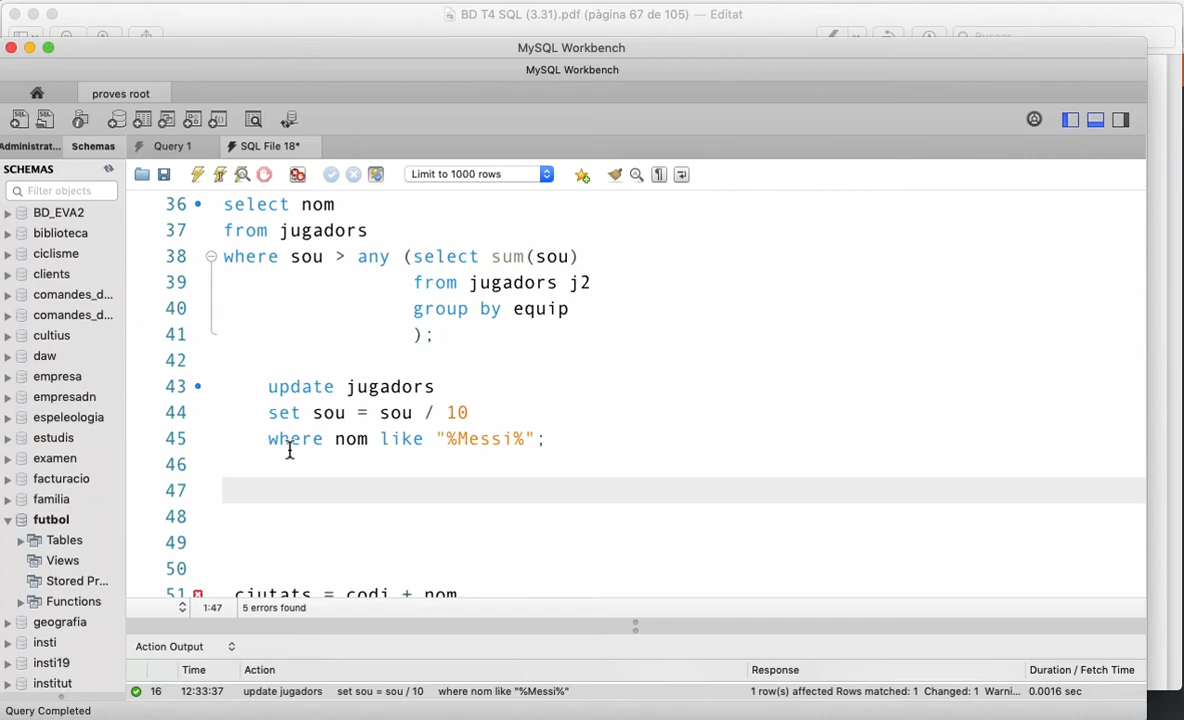 BD T4 SQL (3.31).pdf (pàgina 67 de 105) — Editat
MySQL Workbench
MySQL Workbench
proves root
Administrat... Schemas Query 1 SQL File 18*
SCHEMAS
Filter objects
Limit to 1000 rows
BD_EVA2
biblioteca
ciclisme
clients
comandes_d...
comandes_d...
cultius
daw
empresa
empresadn
espeleologia
estudis
examen
facturacio
familia
futbol
Tables
Views
Stored Pr...
Functions
geografia
insti
insti19
institut
36 select nom
37 from jugadors
38 where sou > any (select sum(sou)
39 from jugadors j2
40 group by equip
41 );
42
43 update jugadors
44 set sou = sou / 10
45 where nom like "%Messi%";
46
47
48
49
50
51 ciutats = codi + nom
1:47 5 errors found
Action Output
Time Action Response Duration / Fetch Time
16 12:33:37 update jugadors set sou = sou / 10 where nom like "%Messi%" 1 row(s) affected Rows matched: 1 Changed: 1 Warni... 0.0016 sec
Query Completed